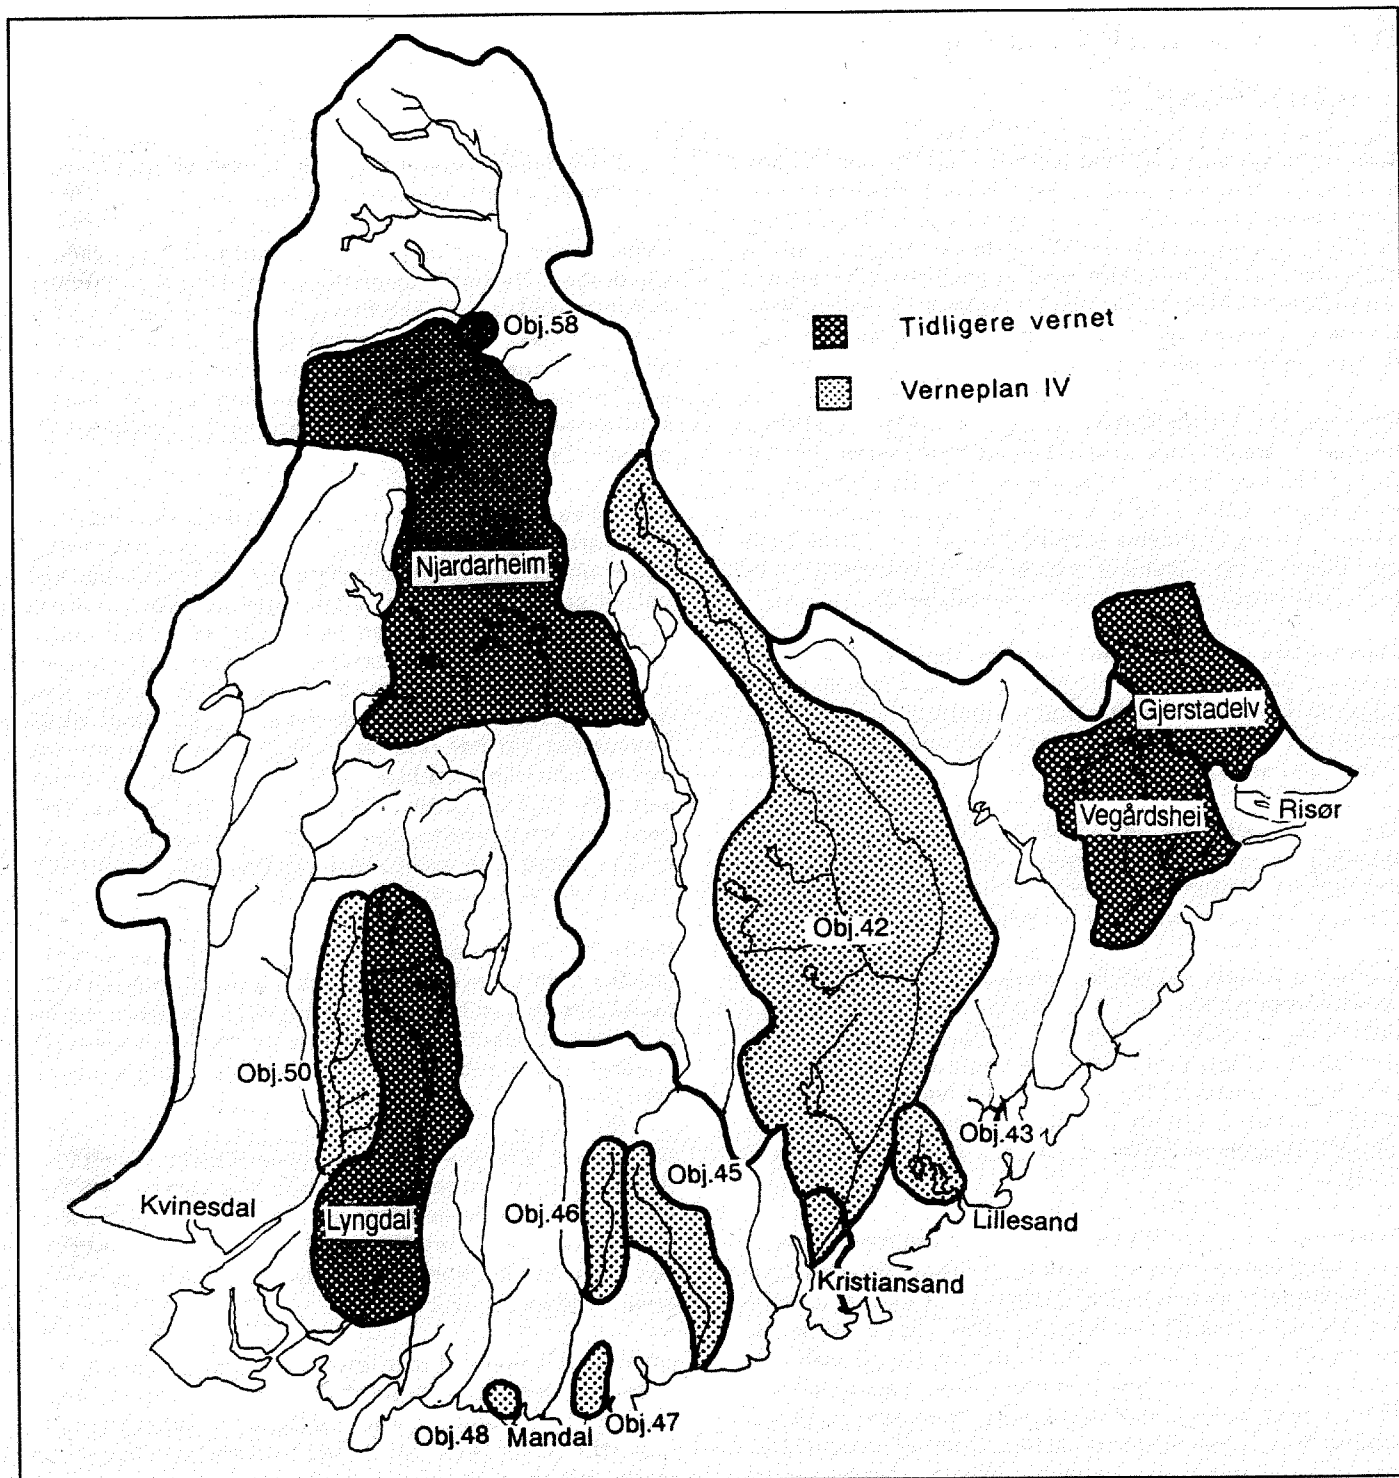 Obj.58
Tidligere vernet
Verneplan IV
Njardarheim
Gjerstadelv
Vegårdshei
Risør
Obj.42
Obj.50
Obj.43
Obj.45
Kvinesdal
Lyngdal
Obj.46
Lillesand
Kristiansand
Obj.47
Obj.48
Mandal